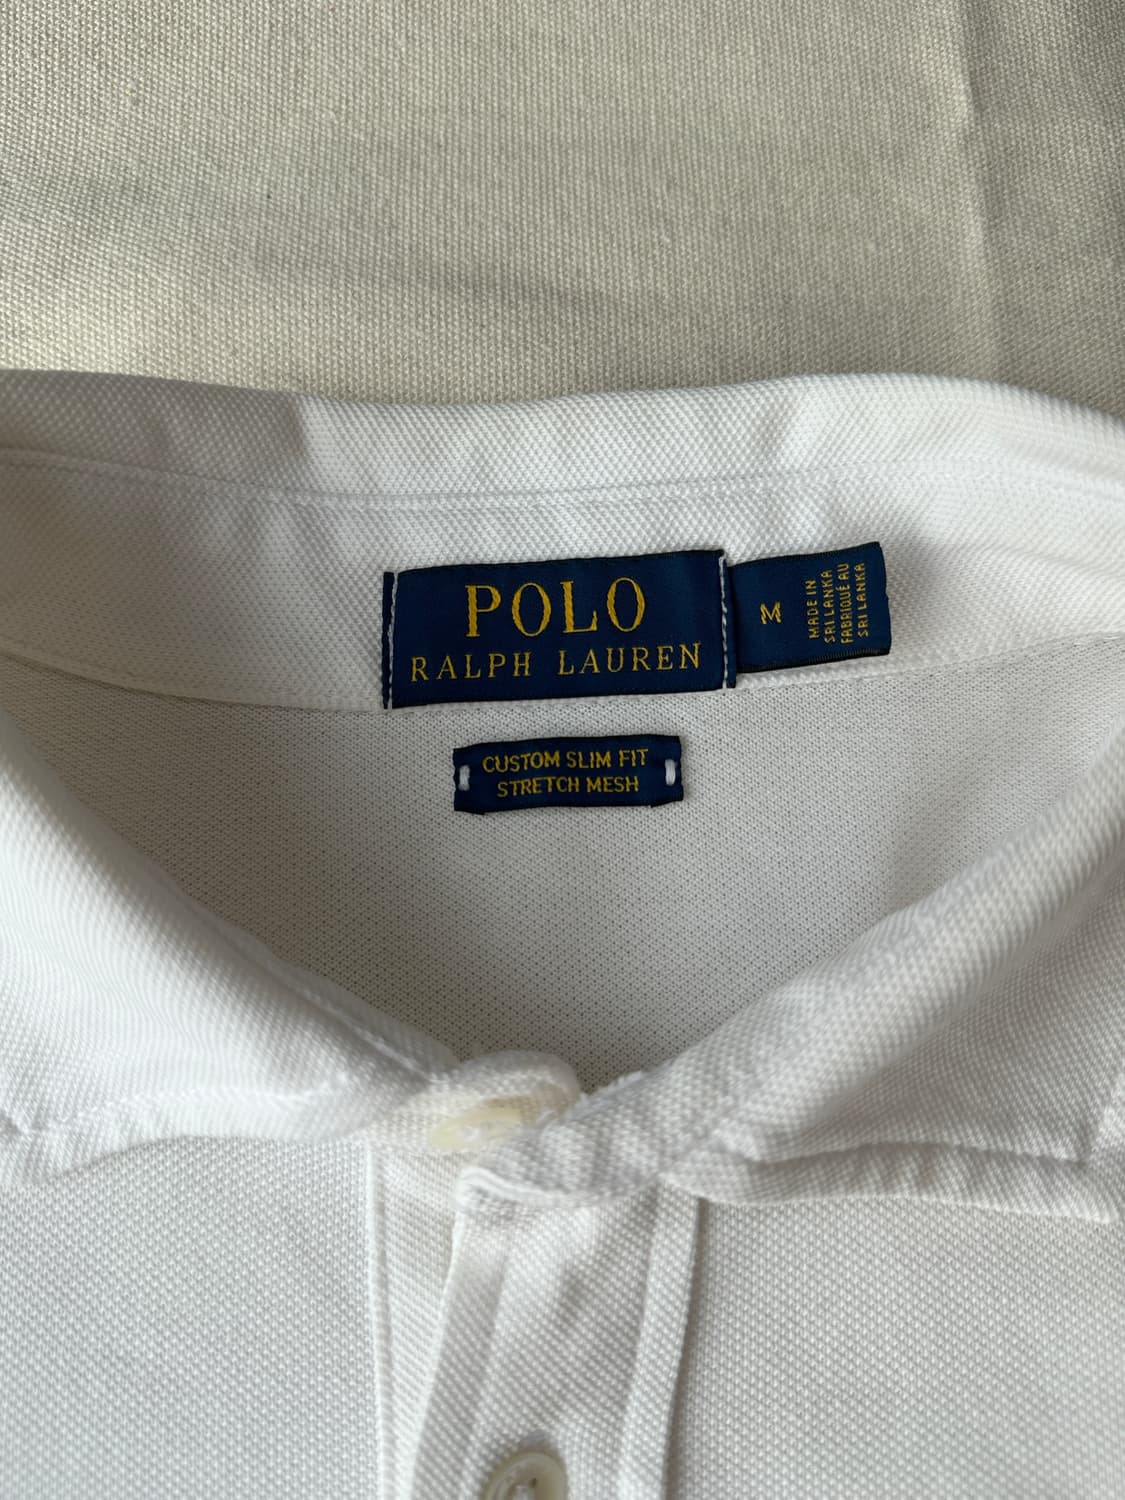 POLO
RALPH LAUREN
M
MADE IN
SRI LANKA
FABRIQUÉ AU
SRI LANKA
CUSTOM SLIM FIT
STRETCH MESH